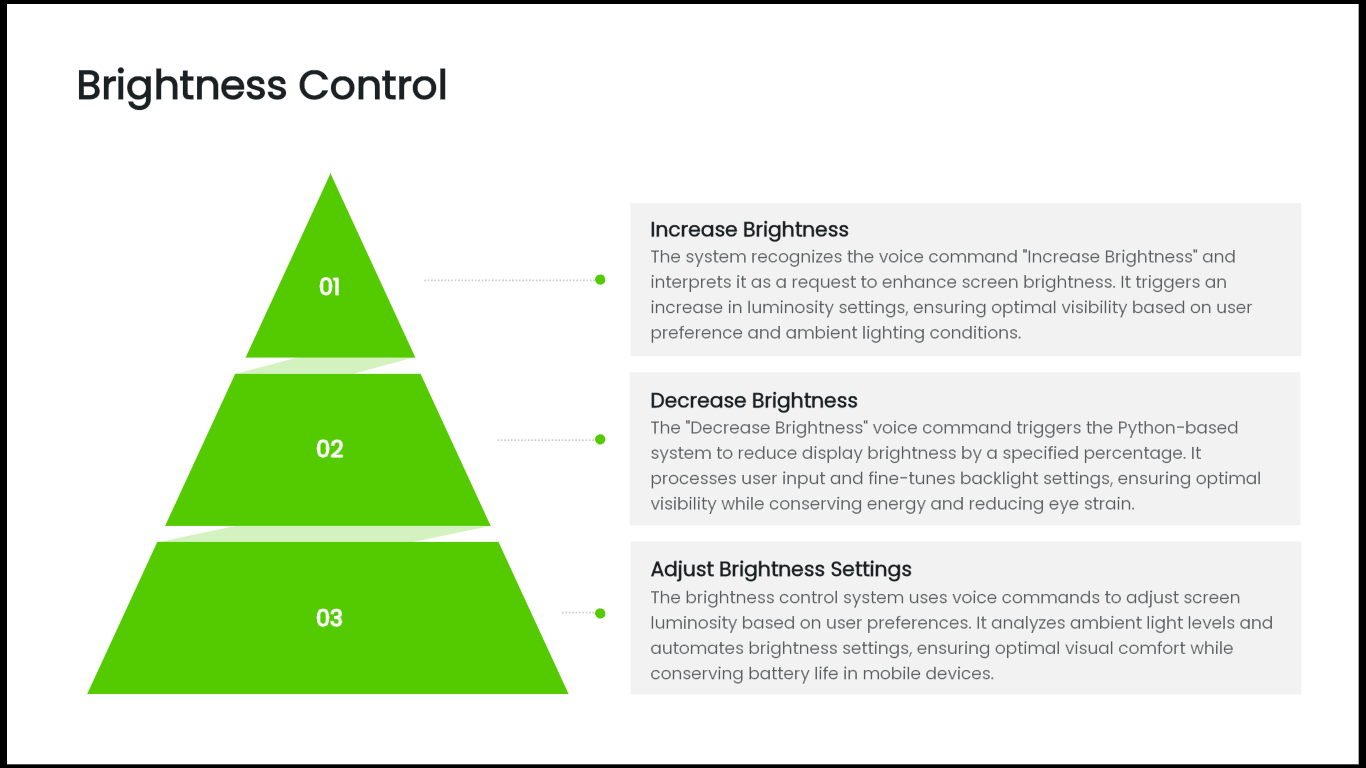 Brightness Control
01
Increase Brightness
The system recognizes the voice command "Increase Brightness" and
interprets it as a request to enhance screen brightness. It triggers an
increase in luminosity settings, ensuring optimal visibility based on user
preference and ambient lighting conditions.
02
Decrease Brightness
The "Decrease Brightness" voice command triggers the Python-based
system to reduce display brightness by a specified percentage. It
processes user input and fine-tunes backlight settings, ensuring optimal
visibility while conserving energy and reducing eye strain.
03
Adjust Brightness Settings
The brightness control system uses voice commands to adjust screen
luminosity based on user preferences. It analyzes ambient light levels and
automates brightness settings, ensuring optimal visual comfort while
conserving battery life in mobile devices.